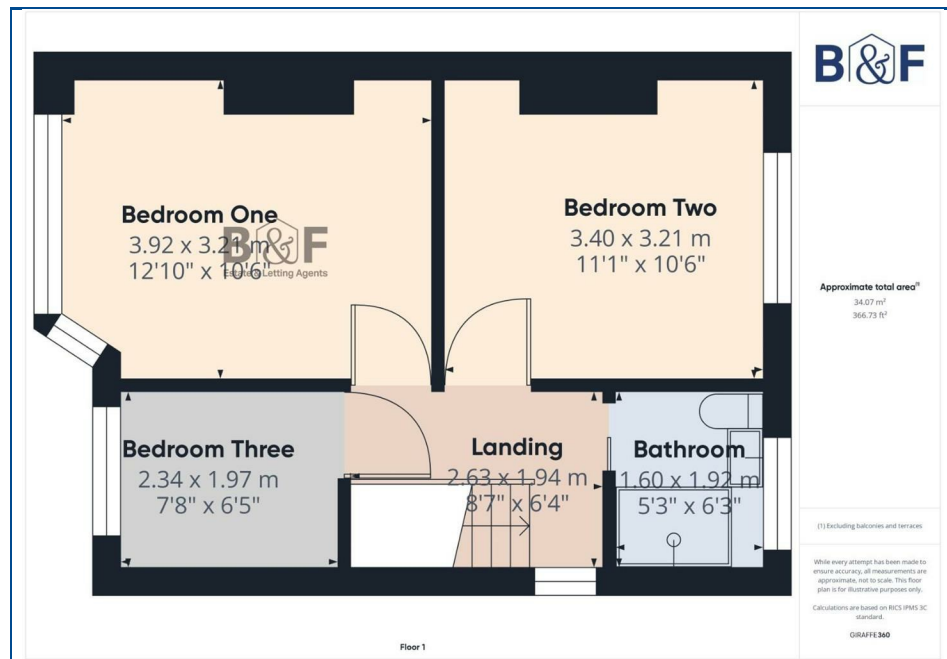 B&F
Bedroom One
3.92 x 3.21 m
12'10" x 10'6"
B&F
Estate & Letting Agents
Bedroom Two
3.40 x 3.21 m
11'1" x 10'6"
Approximate total area⁽¹⁾
34.07 m²
366.73 ft²
Bedroom Three
2.34 x 1.97 m
7'8" x 6'5"
Landing
2.63 x 1.94 m
8'7" x 6'4"
Bathroom
1.60 x 1.92 m
5'3" x 6'3"
(1) Excluding balconies and terraces
While every attempt has been made to
ensure accuracy, all measurements are
approximate, not to scale. This floor
plan is for illustrative purposes only.
Calculations are based on RICS IPMS 3C
standard.
GIRAFFE360
Floor 1